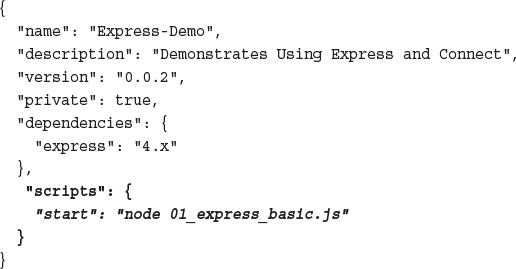 {
"name": "Express-Demo",
"description": "Demonstrates Using Express and Connect",
"version": "0.0.2",
"private": true,
"dependencies": {
"express": "4.x"
},
"scripts": {
"start": "node 01_express_basic.js"
}
}